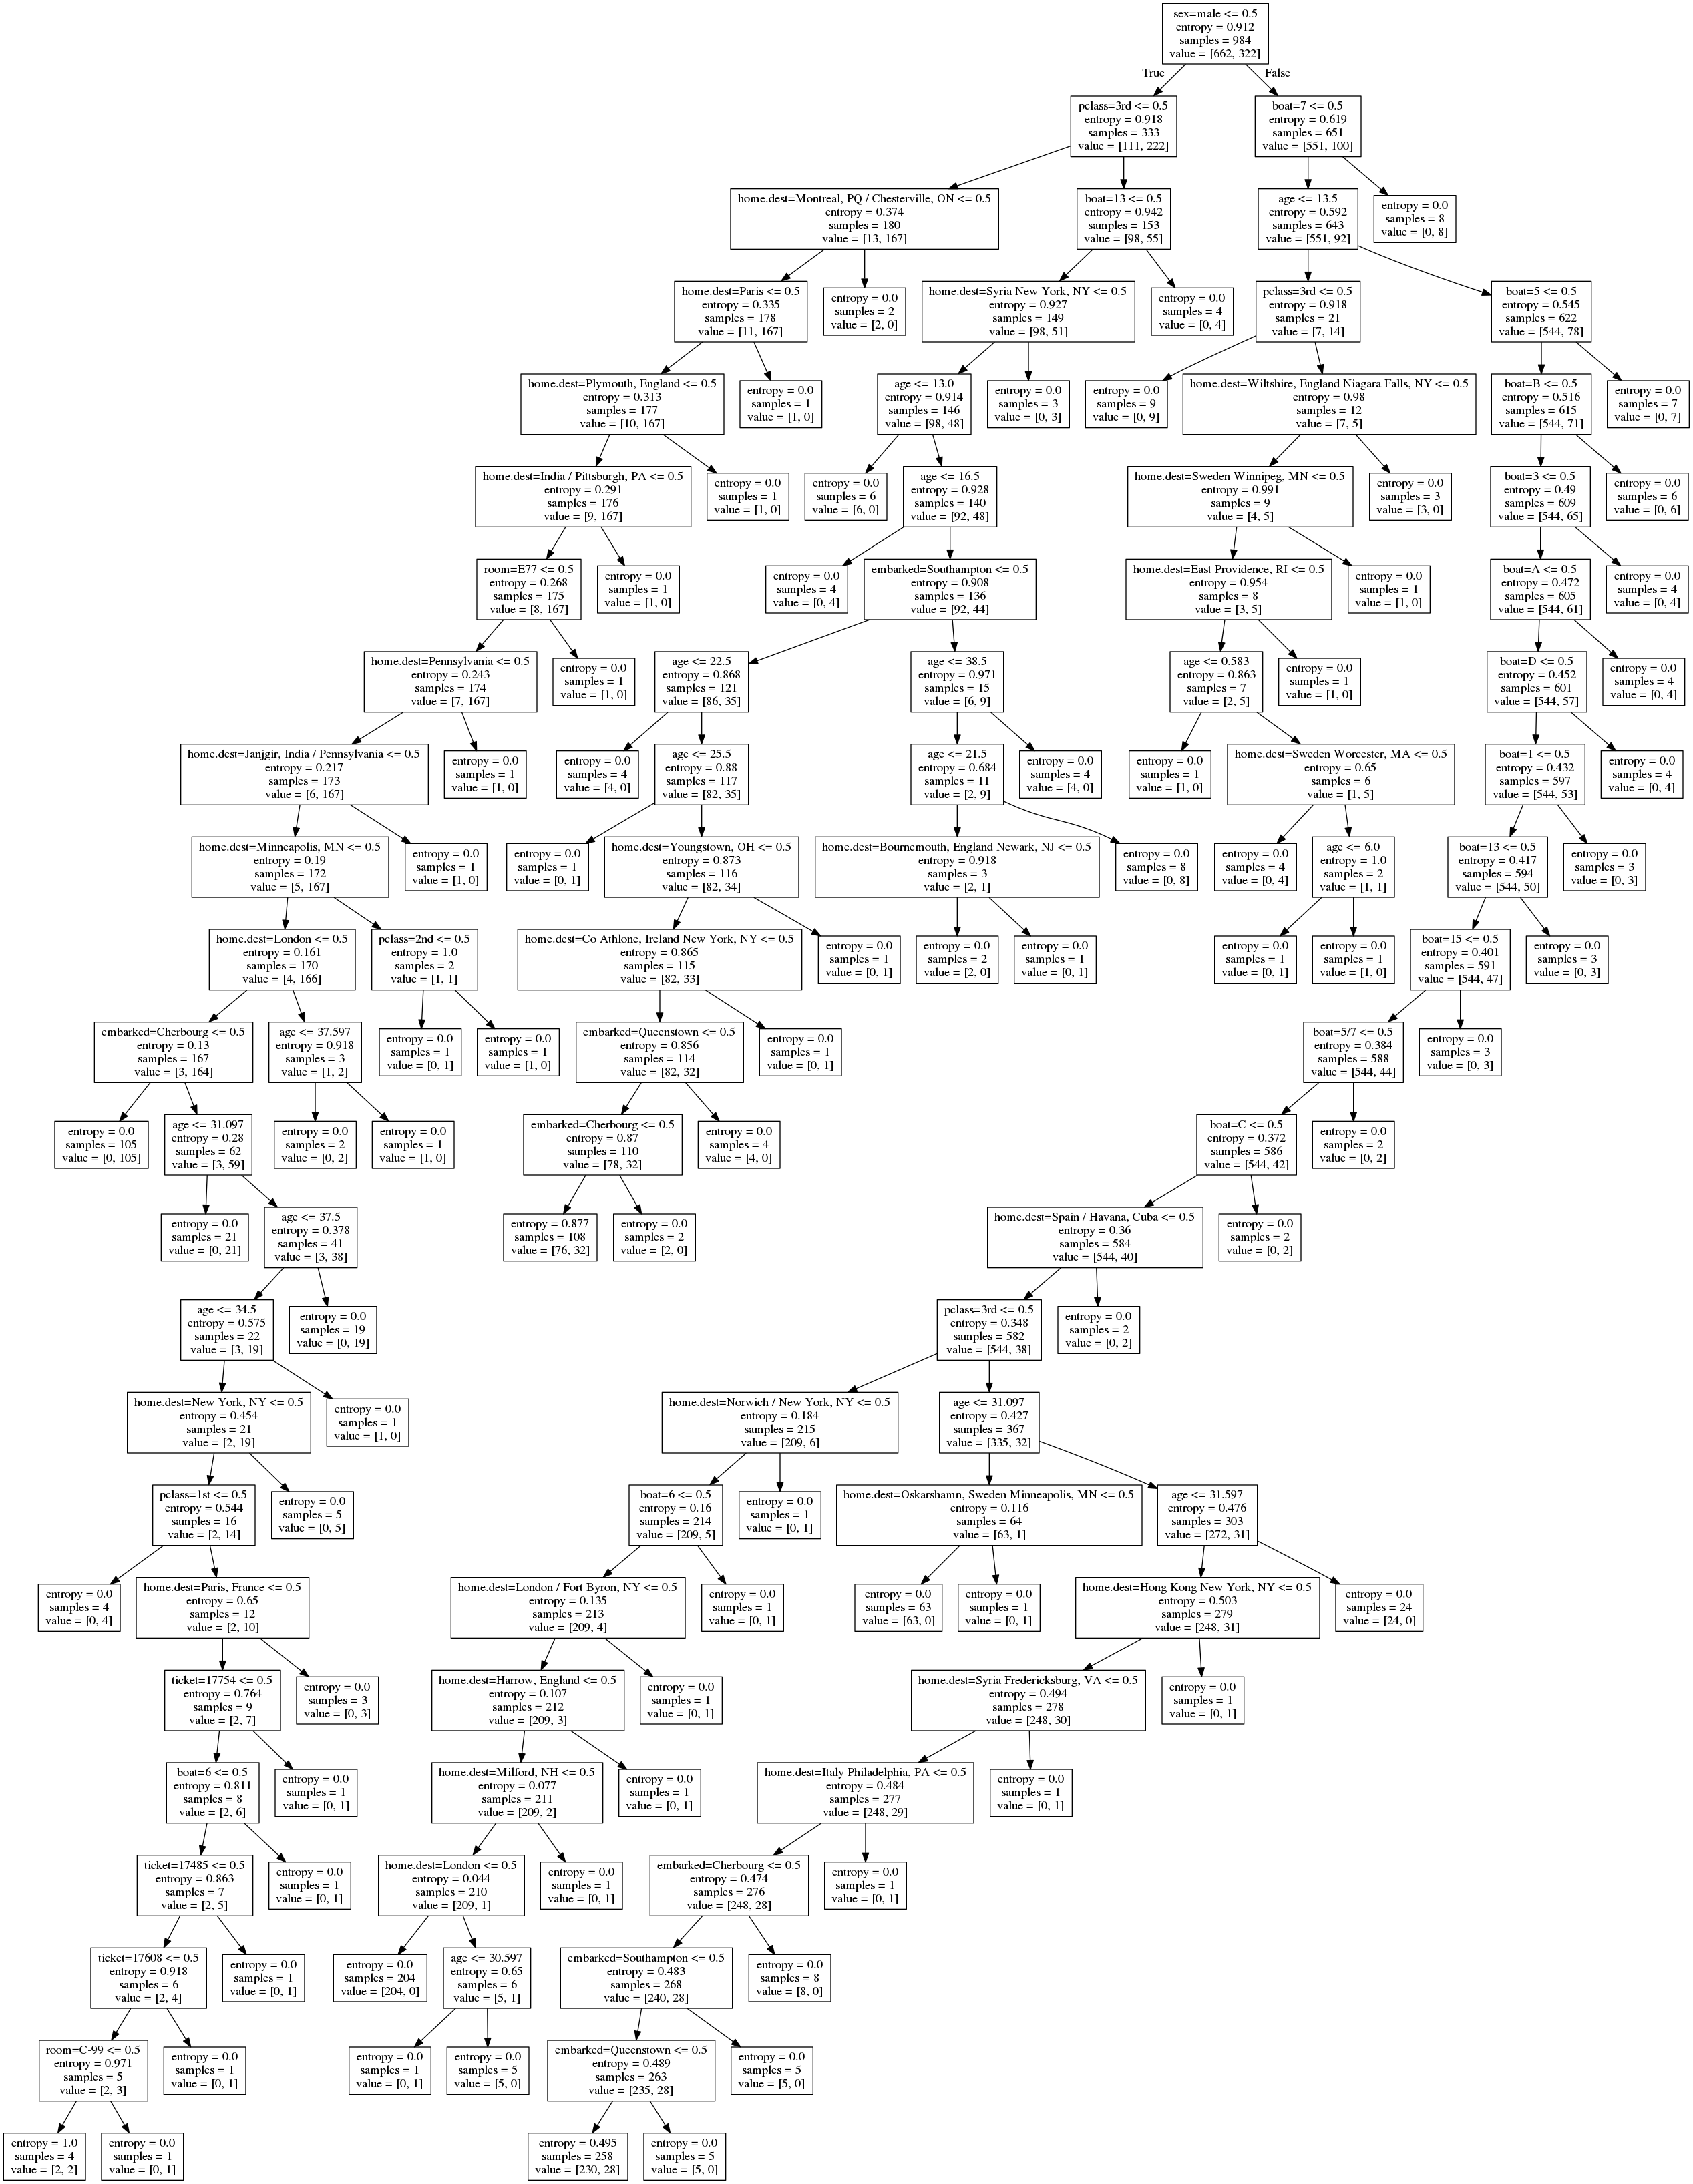 sex=male <= 0.5
entropy = 0.912
samples = 984
value = [662, 322]
True
False
pclass=3rd <= 0.5
entropy = 0.918
samples = 333
value = [111, 222]
boat=7 <= 0.5
entropy = 0.619
samples = 651
value = [551, 100]
home.dest=Montreal, PQ / Chesterville, ON <= 0.5
entropy = 0.374
samples = 180
value = [13, 167]
boat=13 <= 0.5
entropy = 0.942
samples = 153
value = [98, 55]
age <= 13.5
entropy = 0.592
samples = 643
value = [551, 92]
entropy = 0.0
samples = 8
value = [0, 8]
home.dest=Paris <= 0.5
entropy = 0.335
samples = 178
value = [11, 167]
entropy = 0.0
samples = 2
value = [2, 0]
home.dest=Syria New York, NY <= 0.5
entropy = 0.927
samples = 149
value = [98, 51]
entropy = 0.0
samples = 4
value = [0, 4]
pclass=3rd <= 0.5
entropy = 0.918
samples = 21
value = [7, 14]
boat=5 <= 0.5
entropy = 0.545
samples = 622
value = [544, 78]
home.dest=Plymouth, England <= 0.5
entropy = 0.313
samples = 177
value = [10, 167]
entropy = 0.0
samples = 1
value = [1, 0]
age <= 13.0
entropy = 0.914
samples = 146
value = [98, 48]
entropy = 0.0
samples = 3
value = [0, 3]
entropy = 0.0
samples = 9
value = [0, 9]
home.dest=Wiltshire, England Niagara Falls, NY <= 0.5
entropy = 0.98
samples = 12
value = [7, 5]
boat=B <= 0.5
entropy = 0.516
samples = 615
value = [544, 71]
entropy = 0.0
samples = 7
value = [0, 7]
home.dest=India / Pittsburgh, PA <= 0.5
entropy = 0.291
samples = 176
value = [9, 167]
entropy = 0.0
samples = 1
value = [1, 0]
entropy = 0.0
samples = 6
value = [6, 0]
age <= 16.5
entropy = 0.928
samples = 140
value = [92, 48]
home.dest=Sweden Winnipeg, MN <= 0.5
entropy = 0.991
samples = 9
value = [4, 5]
entropy = 0.0
samples = 3
value = [3, 0]
boat=3 <= 0.5
entropy = 0.49
samples = 609
value = [544, 65]
entropy = 0.0
samples = 6
value = [0, 6]
room=E77 <= 0.5
entropy = 0.268
samples = 175
value = [8, 167]
entropy = 0.0
samples = 1
value = [1, 0]
entropy = 0.0
samples = 4
value = [0, 4]
embarked=Southampton <= 0.5
entropy = 0.908
samples = 136
value = [92, 44]
home.dest=East Providence, RI <= 0.5
entropy = 0.954
samples = 8
value = [3, 5]
entropy = 0.0
samples = 1
value = [1, 0]
boat=A <= 0.5
entropy = 0.472
samples = 605
value = [544, 61]
entropy = 0.0
samples = 4
value = [0, 4]
home.dest=Pennsylvania <= 0.5
entropy = 0.243
samples = 174
value = [7, 167]
entropy = 0.0
samples = 1
value = [1, 0]
age <= 22.5
entropy = 0.868
samples = 121
value = [86, 35]
age <= 38.5
entropy = 0.971
samples = 15
value = [6, 9]
age <= 0.583
entropy = 0.863
samples = 7
value = [2, 5]
entropy = 0.0
samples = 1
value = [1, 0]
boat=D <= 0.5
entropy = 0.452
samples = 601
value = [544, 57]
entropy = 0.0
samples = 4
value = [0, 4]
home.dest=Janjgir, India / Pennsylvania <= 0.5
entropy = 0.217
samples = 173
value = [6, 167]
entropy = 0.0
samples = 1
value = [1, 0]
entropy = 0.0
samples = 4
value = [4, 0]
age <= 25.5
entropy = 0.88
samples = 117
value = [82, 35]
age <= 21.5
entropy = 0.684
samples = 11
value = [2, 9]
entropy = 0.0
samples = 4
value = [4, 0]
entropy = 0.0
samples = 1
value = [1, 0]
home.dest=Sweden Worcester, MA <= 0.5
entropy = 0.65
samples = 6
value = [1, 5]
boat=1 <= 0.5
entropy = 0.432
samples = 597
value = [544, 53]
entropy = 0.0
samples = 4
value = [0, 4]
home.dest=Minneapolis, MN <= 0.5
entropy = 0.19
samples = 172
value = [5, 167]
entropy = 0.0
samples = 1
value = [1, 0]
entropy = 0.0
samples = 1
value = [0, 1]
home.dest=Youngstown, OH <= 0.5
entropy = 0.873
samples = 116
value = [82, 34]
home.dest=Bournemouth, England Newark, NJ <= 0.5
entropy = 0.918
samples = 3
value = [2, 1]
entropy = 0.0
samples = 8
value = [0, 8]
entropy = 0.0
samples = 4
value = [0, 4]
age <= 6.0
entropy = 1.0
samples = 2
value = [1, 1]
boat=13 <= 0.5
entropy = 0.417
samples = 594
value = [544, 50]
entropy = 0.0
samples = 3
value = [0, 3]
home.dest=London <= 0.5
entropy = 0.161
samples = 170
value = [4, 166]
pclass=2nd <= 0.5
entropy = 1.0
samples = 2
value = [1, 1]
home.dest=Co Athlone, Ireland New York, NY <= 0.5
entropy = 0.865
samples = 115
value = [82, 33]
entropy = 0.0
samples = 1
value = [0, 1]
entropy = 0.0
samples = 2
value = [2, 0]
entropy = 0.0
samples = 1
value = [0, 1]
entropy = 0.0
samples = 1
value = [0, 1]
entropy = 0.0
samples = 1
value = [1, 0]
boat=15 <= 0.5
entropy = 0.401
samples = 591
value = [544, 47]
entropy = 0.0
samples = 3
value = [0, 3]
embarked=Cherbourg <= 0.5
entropy = 0.13
samples = 167
value = [3, 164]
age <= 37.597
entropy = 0.918
samples = 3
value = [1, 2]
entropy = 0.0
samples = 1
value = [0, 1]
entropy = 0.0
samples = 1
value = [1, 0]
embarked=Queenstown <= 0.5
entropy = 0.856
samples = 114
value = [82, 32]
entropy = 0.0
samples = 1
value = [0, 1]
boat=5/7 <= 0.5
entropy = 0.384
samples = 588
value = [544, 44]
entropy = 0.0
samples = 3
value = [0, 3]
entropy = 0.0
samples = 105
value = [0, 105]
age <= 31.097
entropy = 0.28
samples = 62
value = [3, 59]
entropy = 0.0
samples = 2
value = [0, 2]
entropy = 0.0
samples = 1
value = [1, 0]
embarked=Cherbourg <= 0.5
entropy = 0.87
samples = 110
value = [78, 32]
entropy = 0.0
samples = 4
value = [4, 0]
boat=C <= 0.5
entropy = 0.372
samples = 586
value = [544, 42]
entropy = 0.0
samples = 2
value = [0, 2]
entropy = 0.0
samples = 21
value = [0, 21]
age <= 37.5
entropy = 0.378
samples = 41
value = [3, 38]
entropy = 0.877
samples = 108
value = [76, 32]
entropy = 0.0
samples = 2
value = [2, 0]
home.dest=Spain / Havana, Cuba <= 0.5
entropy = 0.36
samples = 584
value = [544, 40]
entropy = 0.0
samples = 2
value = [0, 2]
age <= 34.5
entropy = 0.575
samples = 22
value = [3, 19]
entropy = 0.0
samples = 19
value = [0, 19]
pclass=3rd <= 0.5
entropy = 0.348
samples = 582
value = [544, 38]
entropy = 0.0
samples = 2
value = [0, 2]
home.dest=New York, NY <= 0.5
entropy = 0.454
samples = 21
value = [2, 19]
entropy = 0.0
samples = 1
value = [1, 0]
home.dest=Norwich / New York, NY <= 0.5
entropy = 0.184
samples = 215
value = [209, 6]
age <= 31.097
entropy = 0.427
samples = 367
value = [335, 32]
pclass=1st <= 0.5
entropy = 0.544
samples = 16
value = [2, 14]
entropy = 0.0
samples = 5
value = [0, 5]
boat=6 <= 0.5
entropy = 0.16
samples = 214
value = [209, 5]
entropy = 0.0
samples = 1
value = [0, 1]
home.dest=Oskarshamn, Sweden Minneapolis, MN <= 0.5
entropy = 0.116
samples = 64
value = [63, 1]
age <= 31.597
entropy = 0.476
samples = 303
value = [272, 31]
entropy = 0.0
samples = 4
value = [0, 4]
home.dest=Paris, France <= 0.5
entropy = 0.65
samples = 12
value = [2, 10]
home.dest=London / Fort Byron, NY <= 0.5
entropy = 0.135
samples = 213
value = [209, 4]
entropy = 0.0
samples = 1
value = [0, 1]
entropy = 0.0
samples = 63
value = [63, 0]
entropy = 0.0
samples = 1
value = [0, 1]
home.dest=Hong Kong New York, NY <= 0.5
entropy = 0.503
samples = 279
value = [248, 31]
entropy = 0.0
samples = 24
value = [24, 0]
ticket=17754 <= 0.5
entropy = 0.764
samples = 9
value = [2, 7]
entropy = 0.0
samples = 3
value = [0, 3]
home.dest=Harrow, England <= 0.5
entropy = 0.107
samples = 212
value = [209, 3]
entropy = 0.0
samples = 1
value = [0, 1]
home.dest=Syria Fredericksburg, VA <= 0.5
entropy = 0.494
samples = 278
value = [248, 30]
entropy = 0.0
samples = 1
value = [0, 1]
boat=6 <= 0.5
entropy = 0.811
samples = 8
value = [2, 6]
entropy = 0.0
samples = 1
value = [0, 1]
home.dest=Milford, NH <= 0.5
entropy = 0.077
samples = 211
value = [209, 2]
entropy = 0.0
samples = 1
value = [0, 1]
home.dest=Italy Philadelphia, PA <= 0.5
entropy = 0.484
samples = 277
value = [248, 29]
entropy = 0.0
samples = 1
value = [0, 1]
ticket=17485 <= 0.5
entropy = 0.863
samples = 7
value = [2, 5]
entropy = 0.0
samples = 1
value = [0, 1]
home.dest=London <= 0.5
entropy = 0.044
samples = 210
value = [209, 1]
entropy = 0.0
samples = 1
value = [0, 1]
embarked=Cherbourg <= 0.5
entropy = 0.474
samples = 276
value = [248, 28]
entropy = 0.0
samples = 1
value = [0, 1]
ticket=17608 <= 0.5
entropy = 0.918
samples = 6
value = [2, 4]
entropy = 0.0
samples = 1
value = [0, 1]
entropy = 0.0
samples = 204
value = [204, 0]
age <= 30.597
entropy = 0.65
samples = 6
value = [5, 1]
embarked=Southampton <= 0.5
entropy = 0.483
samples = 268
value = [240, 28]
entropy = 0.0
samples = 8
value = [8, 0]
room=C-99 <= 0.5
entropy = 0.971
samples = 5
value = [2, 3]
entropy = 0.0
samples = 1
value = [0, 1]
entropy = 0.0
samples = 1
value = [0, 1]
entropy = 0.0
samples = 5
value = [5, 0]
embarked=Queenstown <= 0.5
entropy = 0.489
samples = 263
value = [235, 28]
entropy = 0.0
samples = 5
value = [5, 0]
entropy = 1.0
samples = 4
value = [2, 2]
entropy = 0.0
samples = 1
value = [0, 1]
entropy = 0.495
samples = 258
value = [230, 28]
entropy = 0.0
samples = 5
value = [5, 0]